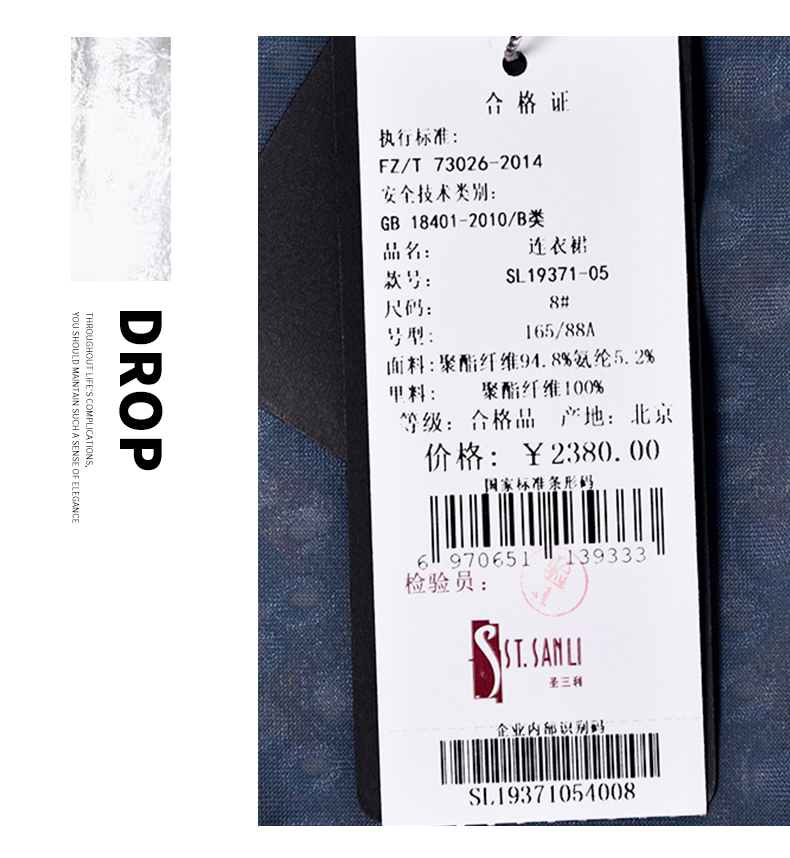 DROP
THROUGHOUT LIFE'S COMPLICATIONS,
YOU SHOULD MAINTAIN SUCH A SENSE OF ELEGANCE
合格证
执行标准:
FZ/T 73026-2014
安全技术类别:
GB 18401-2010/B类
品名: 连衣裙
款号: SL19371-05
尺码: 8#
号型: 165/88A
面料:聚酯纤维94.8%氨纶5.2%
里料: 聚酯纤维100%
等级: 合格品 产地: 北京
价格: ￥2380.00
国家标准条形码
6 970651 139333
检验员:
ST.SANLI
圣三利
企业内部识别码
SL19371054008